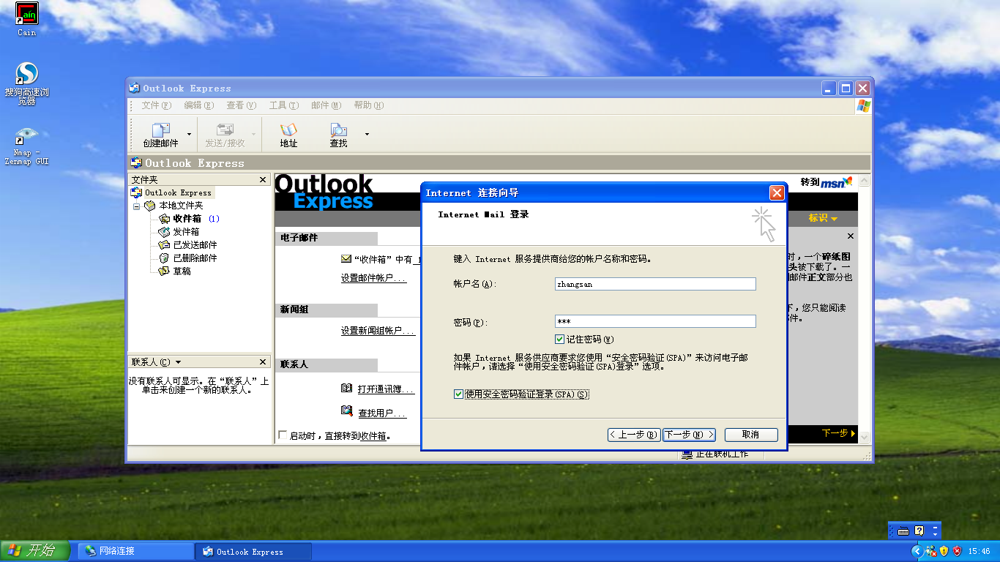 Cain
搜狗高速浏
览器
Nmap -
Zenmap GUI
Outlook Express
文件(F) 编辑(E) 查看(V) 工具(T) 邮件(M) 帮助(H)
创建邮件 发送/接收 地址 查找
Outlook Express
文件夹
Outlook Express
本地文件夹
收件箱 (1)
发件箱
已发送邮件
已删除邮件
草稿
联系人(C)
没有联系人可显示。在“联系人”上
单击来创建一个新的联系人。
Outlook
Express
转到msn
标识
电子邮件
“收件箱”中有
设置邮件帐户...
新闻组
设置新闻组帐户...
联系人
打开通讯簿...
查找用户...
启动时，直接转到收件箱。
时，一个碎纸图
头被下载了。一
邮件正文部分也
下，您只能阅读
件。
下一步
正在联机工作
Internet 连接向导
Internet Mail 登录
键入 Internet 服务提供商给您的帐户名称和密码。
帐户名(A): zhangsan
密码(P): ***
记住密码(W)
如果 Internet 服务供应商要求您使用“安全密码验证(SPA)”来访问电子邮
件帐户，请选择“使用安全密码验证(SPA)登录”选项。
使用安全密码验证登录(SPA)(S)
< 上一步(B) 下一步(N) > 取消
开始 网络连接 Outlook Express 15:46